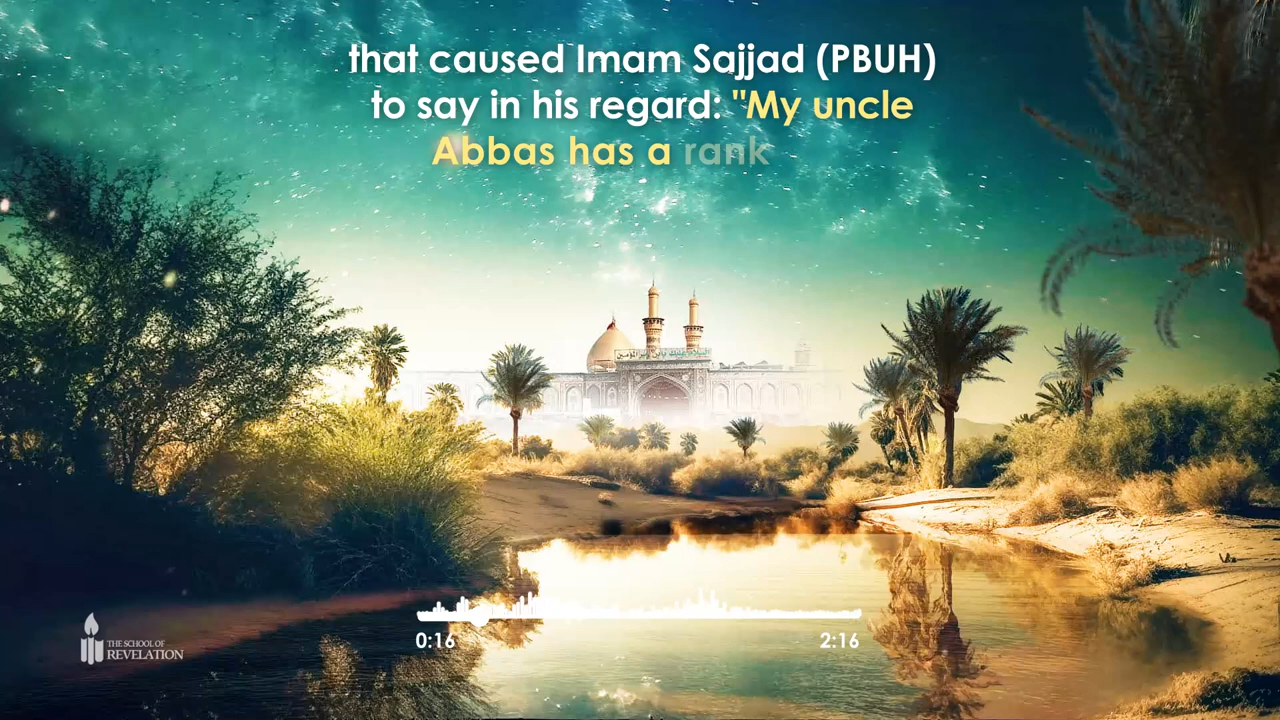 that caused Imam Sajjad (PBUH)
to say in his regard: "My uncle
Abbas has a rank
0:16
2:16
THE SCHOOL OF
REVELATION